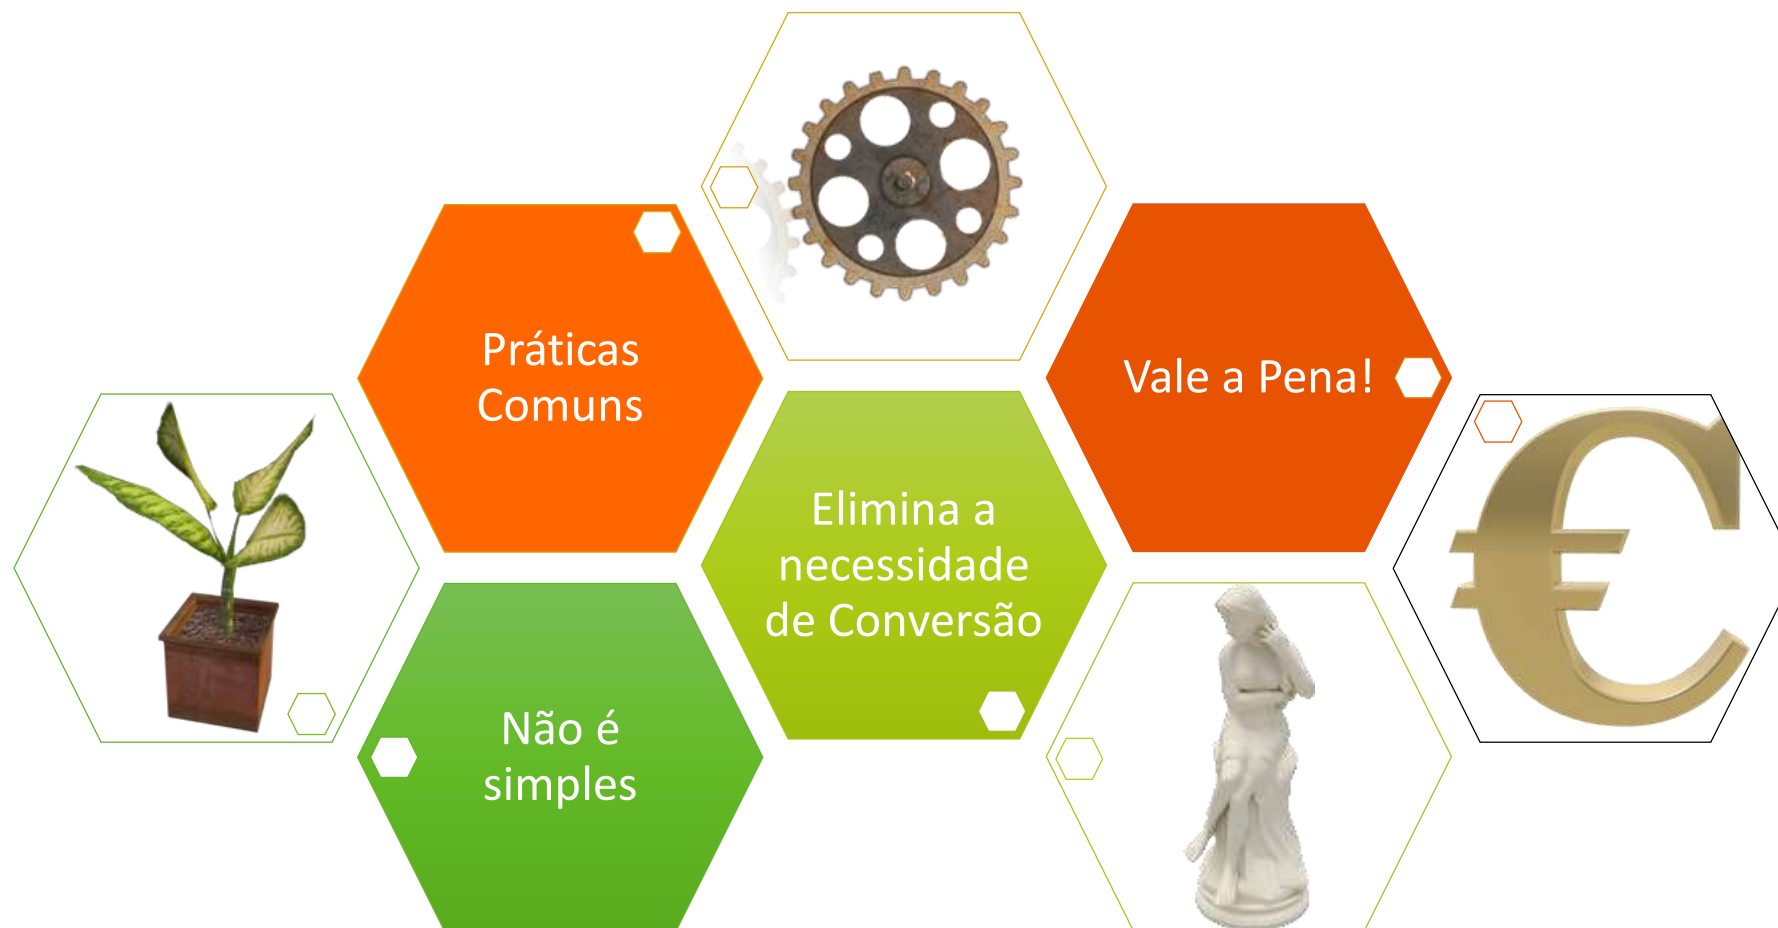 Práticas
Comuns
Vale a Pena!
Elimina a
necessidade
de Conversão
Não é
simples